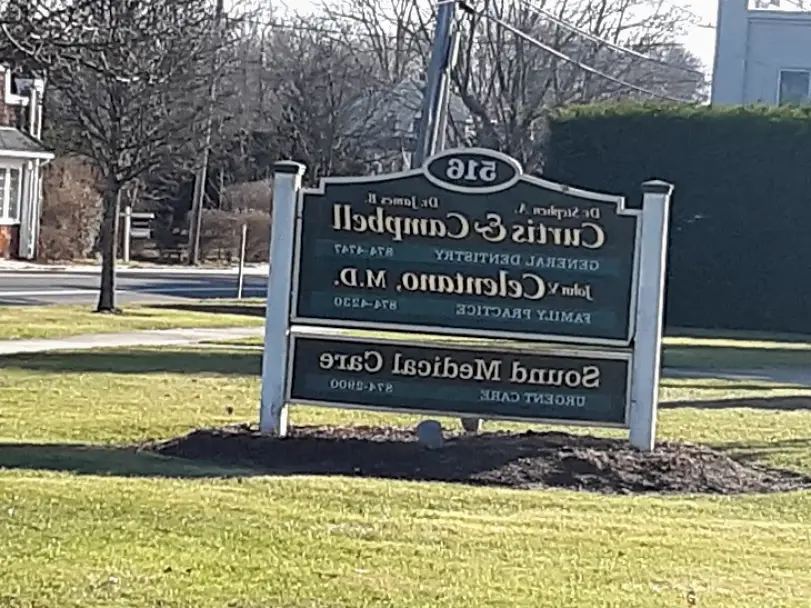 516
Dr. Stephen A. Dr. James B.
Curtis & Campbell
GENERAL DENTISTRY 874-4747
John V. Celentano, M.D.
FAMILY PRACTICE 874-4230
Sound Medical Care
URGENT CARE 874-2900